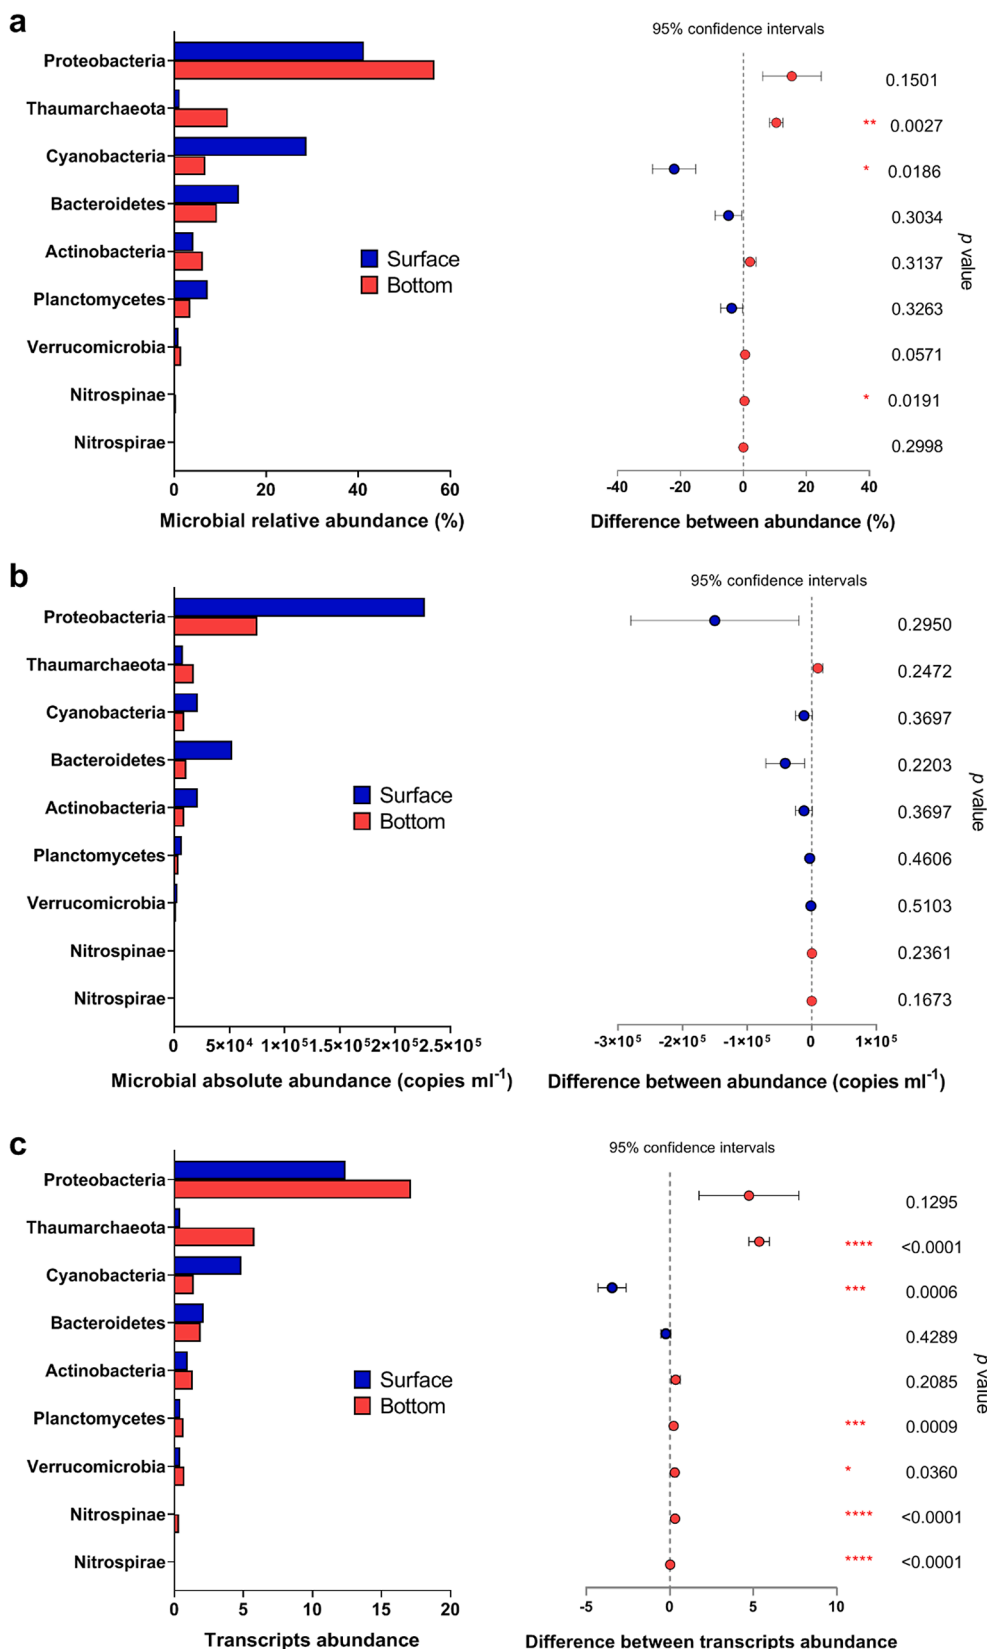 a
95% confidence intervals
Proteobacteria
0.1501
Thaumarchaeota
** 0.0027
Cyanobacteria
* 0.0186
Bacteroidetes
0.3034
Actinobacteria
0.3137
Planctomycetes
0.3263
Verrucomicrobia
0.0571
Nitrospinae
* 0.0191
Nitrospirae
0.2998
Surface
Bottom
p value
0 20 40 60
-40 -20 0 20 40
Microbial relative abundance (%)
Difference between abundance (%)
b
95% confidence intervals
Proteobacteria
0.2950
Thaumarchaeota
0.2472
Cyanobacteria
0.3697
Bacteroidetes
0.2203
Actinobacteria
0.3697
Planctomycetes
0.4606
Verrucomicrobia
0.5103
Nitrospinae
0.2361
Nitrospirae
0.1673
Surface
Bottom
p value
0 5×10⁴ 1×10⁵ 1.5×10⁵ 2×10⁵ 2.5×10⁵
-3×10⁵ -2×10⁵ -1×10⁵ 0 1×10⁵
Microbial absolute abundance (copies ml⁻¹)
Difference between abundance (copies ml⁻¹)
c
95% confidence intervals
Proteobacteria
0.1295
Thaumarchaeota
**** <0.0001
Cyanobacteria
*** 0.0006
Bacteroidetes
0.4289
Actinobacteria
0.2085
Planctomycetes
*** 0.0009
Verrucomicrobia
* 0.0360
Nitrospinae
**** <0.0001
Nitrospirae
**** <0.0001
Surface
Bottom
p value
0 5 10 15 20
-5 0 5 10
Transcripts abundance
Difference between transcripts abundance